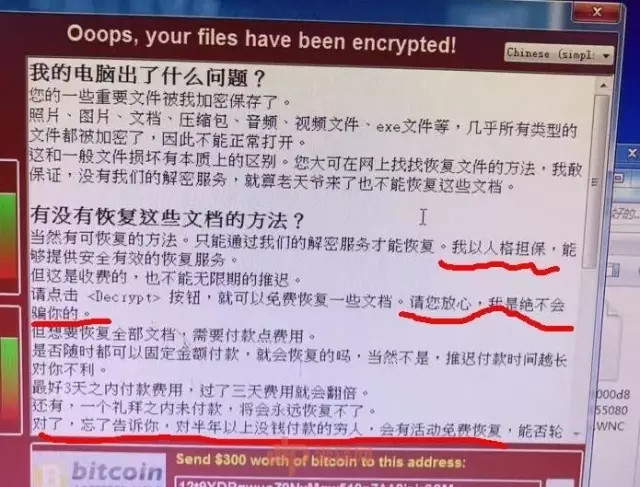 Ooops, your files have been encrypted!
Chinese (simpl:
我的电脑出了什么问题？
您的一些重要文件被我加密保存了。
照片、图片、文档、压缩包、音频、视频文件、exe文件等，几乎所有类型的
文件都被加密了，因此不能正常打开。
这和一般文件损坏有本质上的区别。您大可在网上找找恢复文件的方法，我敢
保证，没有我们的解密服务，就算老天爷来了也不能恢复这些文档。
有没有恢复这些文档的方法？
当然有可恢复的方法。只能通过我们的解密服务才能恢复。我以人格担保，能
够提供安全有效的恢复服务。
但这是收费的，也不能无限期的推迟。
请点击 <Decrypt> 按钮，就可以免费恢复一些文档。请您放心，我是绝不会
骗你的。
但想要恢复全部文档，需要付款点费用。
是否随时都可以固定金额付款，就会恢复的吗，当然不是，推迟付款时间越长
对你不利。
最好3天之内付款费用，过了三天费用就会翻倍。
还有，一个礼拜之内未付款，将会永远恢复不了。
对了，忘了告诉你，对半年以上没钱付款的穷人，会有活动免费恢复，能否轮
bitcoin
Send $300 worth of bitcoin to this address:
好的...
000d8
55080
WNC